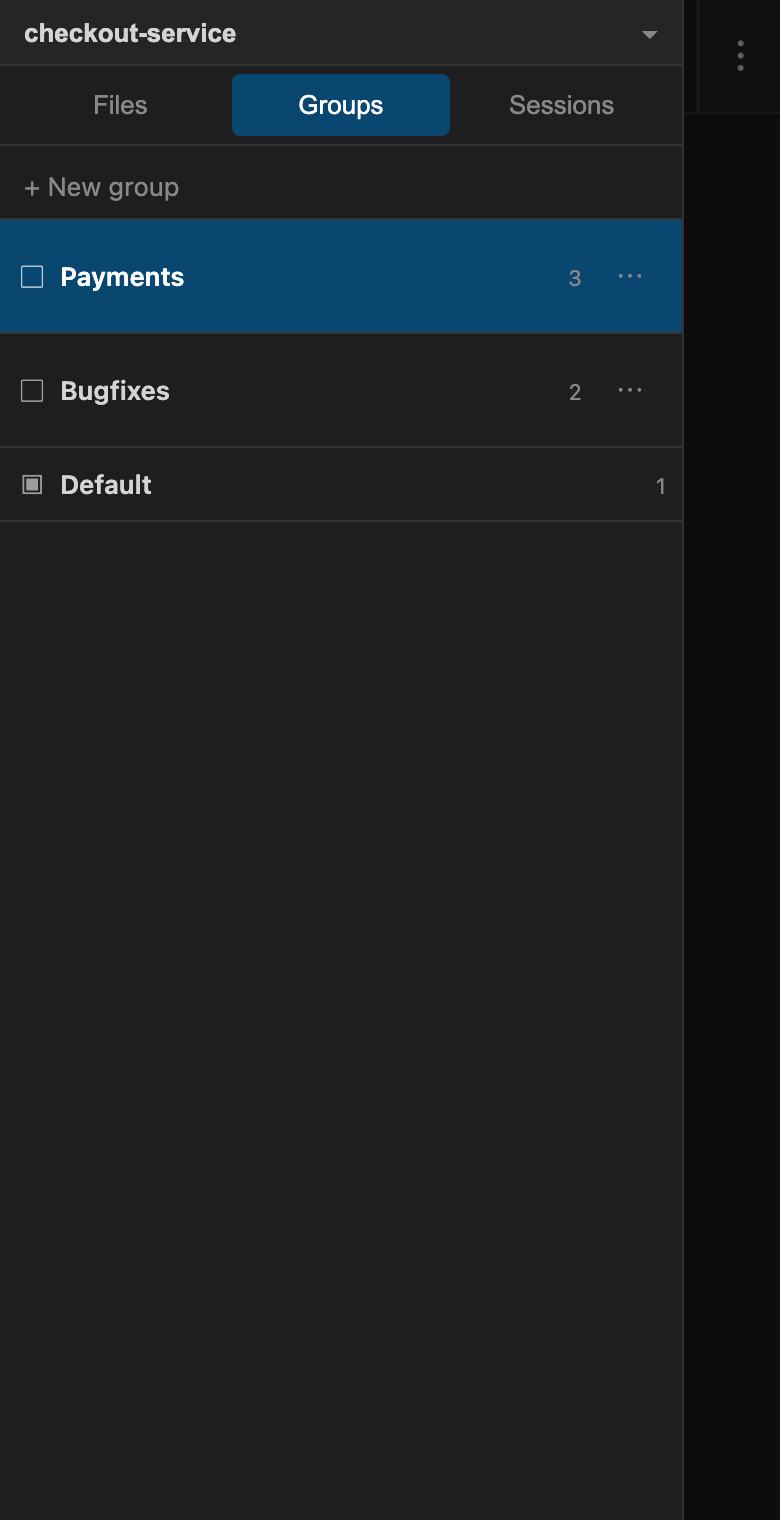 checkout-service
Files Groups Sessions
+ New group
Payments 3 ...
Bugfixes 2 ...
Default 1